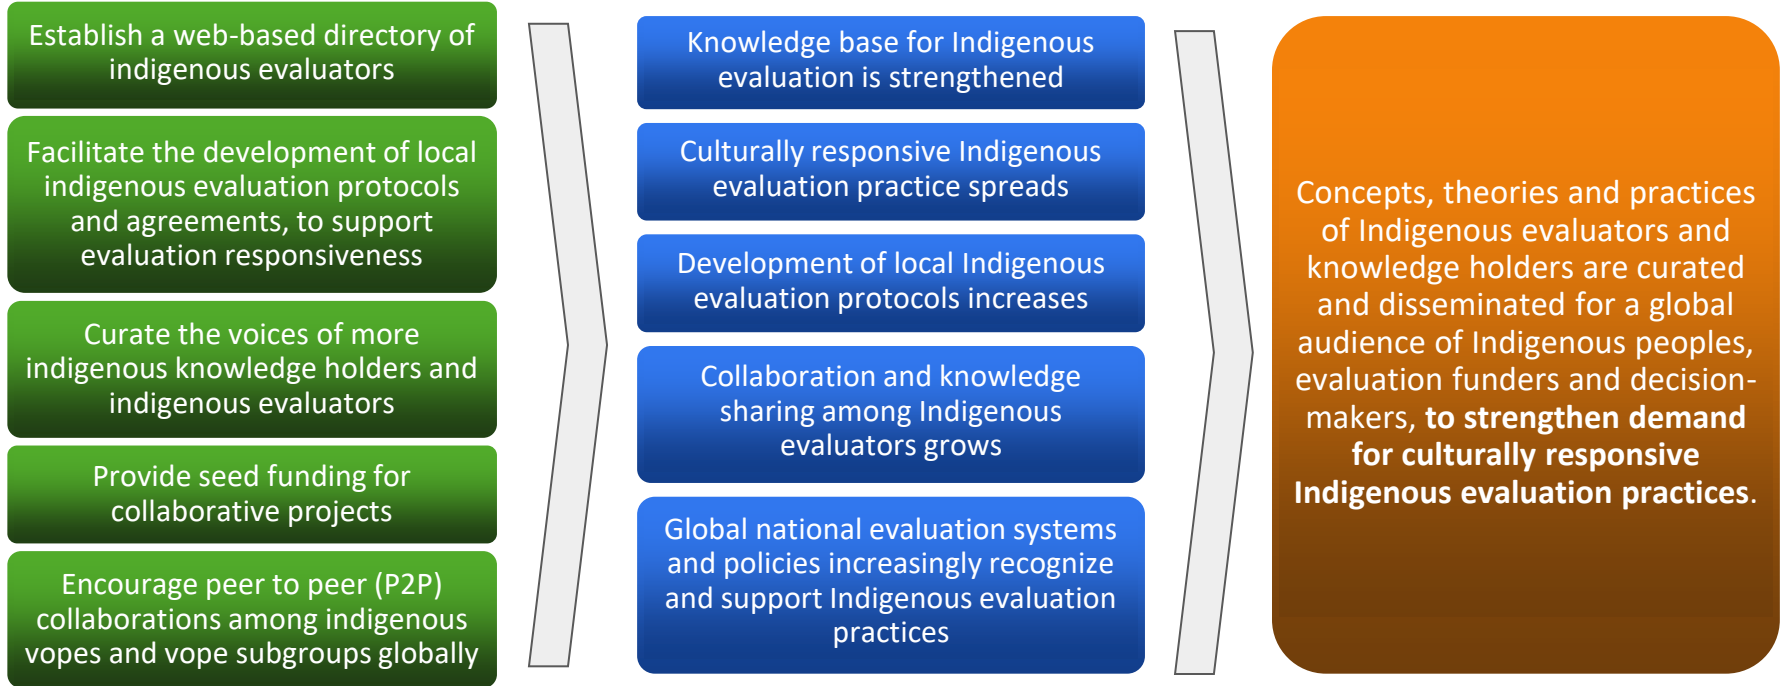 Establish a web-based directory of
indigenous evaluators
Facilitate the development of local
indigenous evaluation protocols
and agreements, to support
evaluation responsiveness
Curate the voices of more
indigenous knowledge holders and
indigenous evaluators
Provide seed funding for
collaborative projects
Encourage peer to peer (P2P)
collaborations among indigenous
vopes and vope subgroups globally
Knowledge base for Indigenous
evaluation is strengthened
Culturally responsive Indigenous
evaluation practice spreads
Development of local Indigenous
evaluation protocols increases
Collaboration and knowledge
sharing among Indigenous
evaluators grows
Global national evaluation systems
and policies increasingly recognize
and support Indigenous evaluation
practices
Concepts, theories and practices
of Indigenous evaluators and
knowledge holders are curated
and disseminated for a global
audience of Indigenous peoples,
evaluation funders and decision-
makers, to strengthen demand
for culturally responsive
Indigenous evaluation practices.